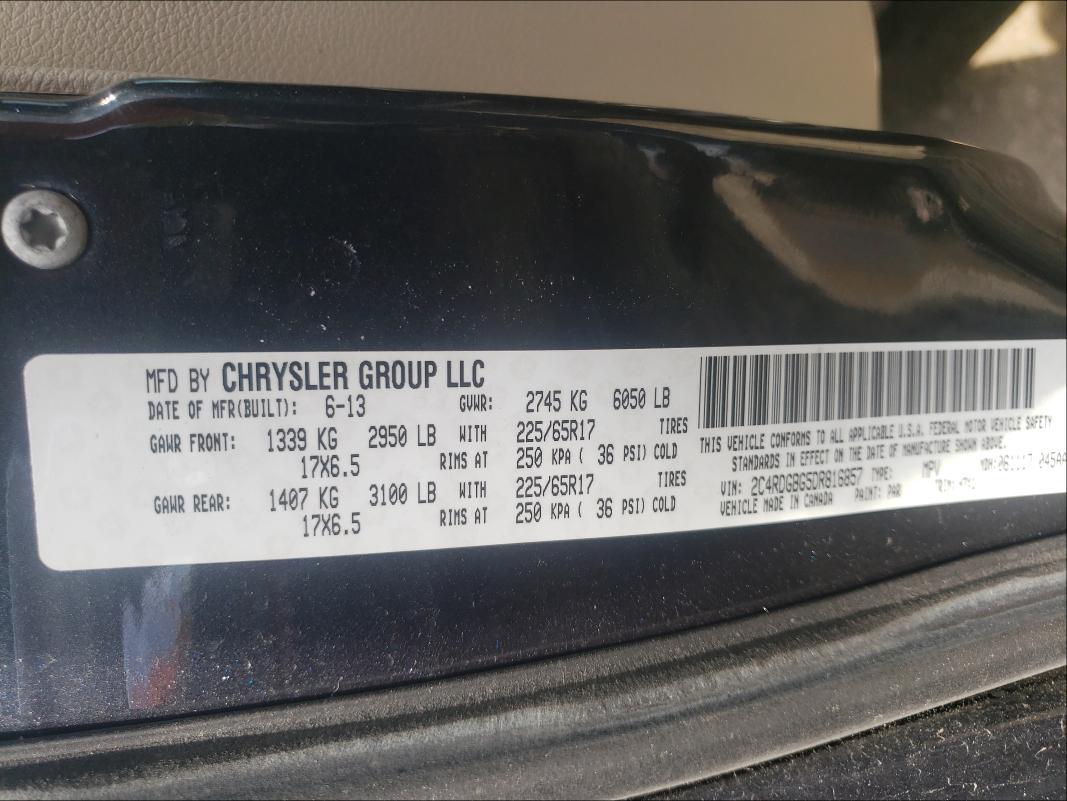 MFD BY CHRYSLER GROUP LLC
DATE OF MFR(BUILT): 6-13 GVWR: 2745 KG 6050 LB
GAWR FRONT: 1339 KG 2950 LB WITH 225/65R17 TIRES
17X6.5 RIMS AT 250 KPA ( 36 PSI) COLD
GAWR REAR: 1407 KG 3100 LB WITH 225/65R17 TIRES
17X6.5 RIMS AT 250 KPA ( 36 PSI) COLD
THIS VEHICLE CONFORMS TO ALL APPLICABLE U.S.A. FEDERAL MOTOR VEHICLE SAFETY
STANDARDS IN EFFECT ON THE DATE OF MANUFACTURE SHOWN ABOVE.
VIN: 2C4RDGBG5DR816857 TYPE: MPV MDH:061117 045AA
VEHICLE MADE IN CANADA PAINT: PAR TRIM: